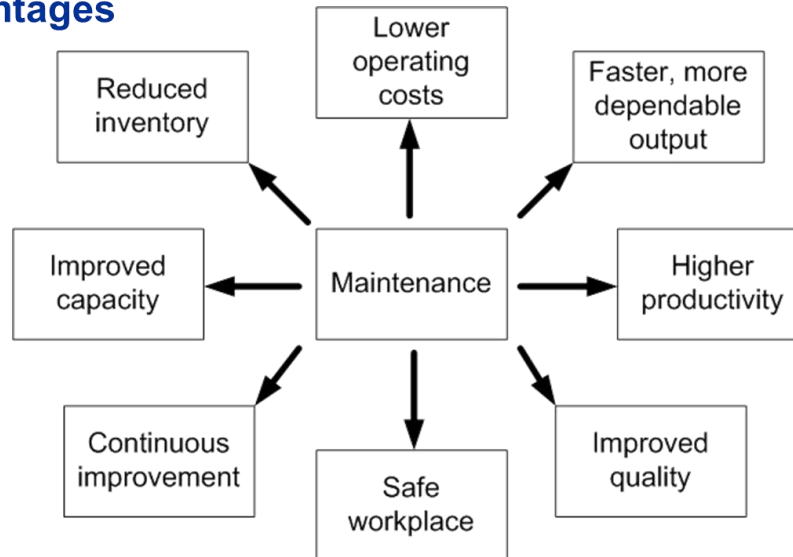 ntages
Lower
operating
costs
Reduced
inventory
Faster, more
dependable
output
Improved
capacity
Maintenance
Higher
productivity
Continuous
improvement
Safe
workplace
Improved
quality